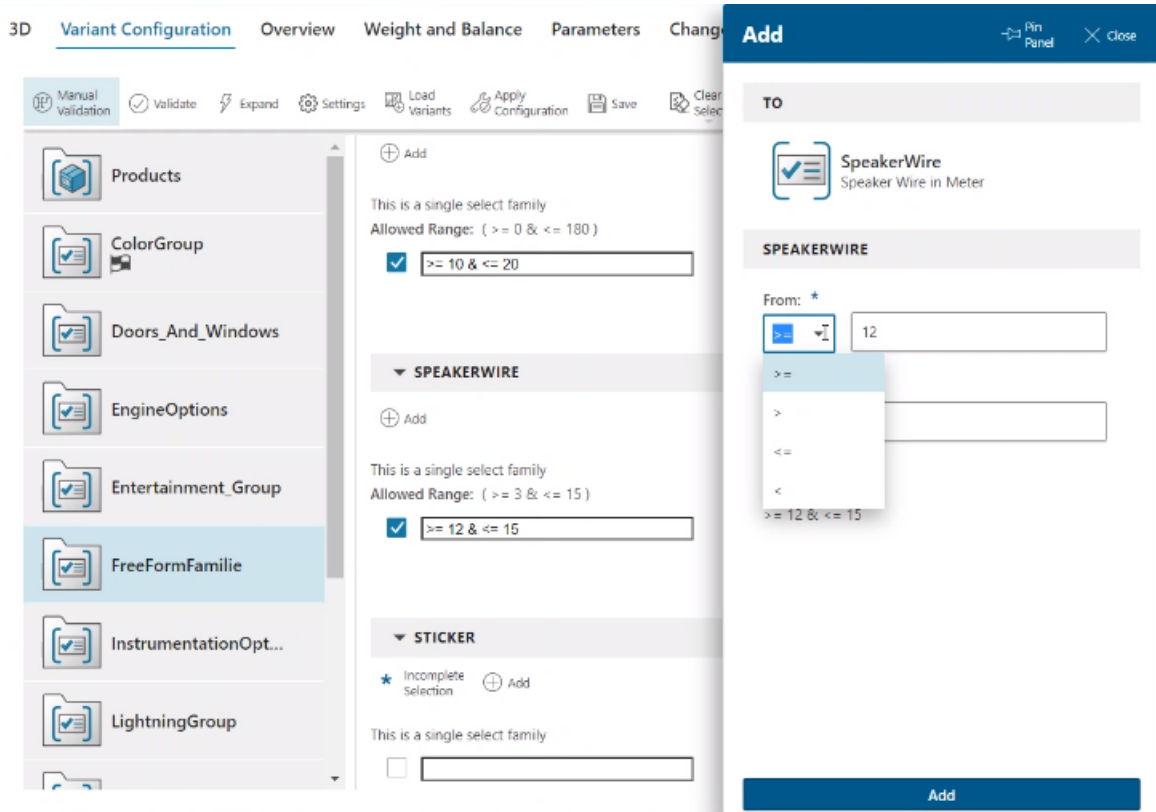 3D Variant Configuration Overview Weight and Balance Parameters Chang
Manual
Validation
Validate
Expand
Settings
Load
Variants
Apply
Configuration
Save
Clear
Selec
Products
ColorGroup
Doors_And_Windows
EngineOptions
Entertainment_Group
FreeFormFamilie
InstrumentationOpt...
LightningGroup
Add
This is a single select family
Allowed Range: ( >= 0 & <= 180 )
>= 10 & <= 20
SPEAKERWIRE
Add
This is a single select family
Allowed Range: ( >= 3 & <= 15 )
>= 12 & <= 15
STICKER
* Incomplete
Selection
Add
This is a single select family
Add
Pin
Panel
Close
TO
SpeakerWire
Speaker Wire in Meter
SPEAKERWIRE
From: *
>= 12
>=
>
<=
<
>= 12 & <= 15
Add